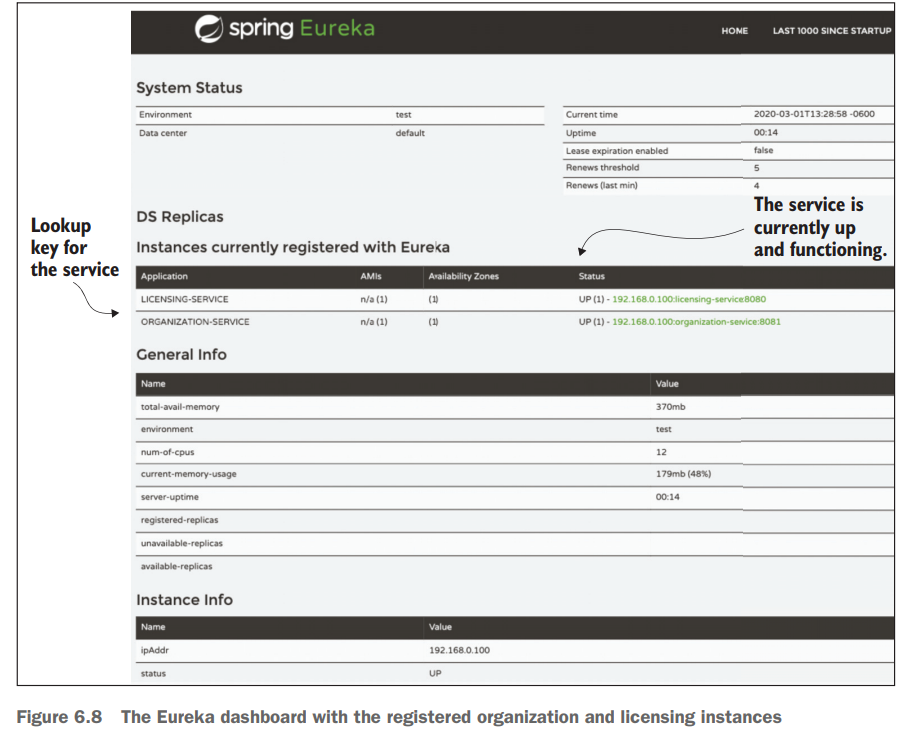 spring Eureka
HOME LAST 1000 SINCE STARTUP
System Status
Environment test
Data center default
Current time 2020-03-01T13:28:58 -0600
Uptime 00:14
Lease expiration enabled false
Renews threshold 5
Renews (last min) 4
Lookup
key for
the service
The service is
currently up
and functioning.
DS Replicas
Instances currently registered with Eureka
Application AMIs Availability Zones Status
LICENSING-SERVICE n/a (1) (1) UP (1) - 192.168.0.100:licensing-service:8080
ORGANIZATION-SERVICE n/a (1) (1) UP (1) - 192.168.0.100:organization-service:8081
General Info
Name Value
total-avail-memory 370mb
environment test
num-of-cpus 12
current-memory-usage 179mb (48%)
server-uptime 00:14
registered-replicas
unavailable-replicas
available-replicas
Instance Info
Name Value
ipAddr 192.168.0.100
status UP
Figure 6.8 The Eureka dashboard with the registered organization and licensing instances